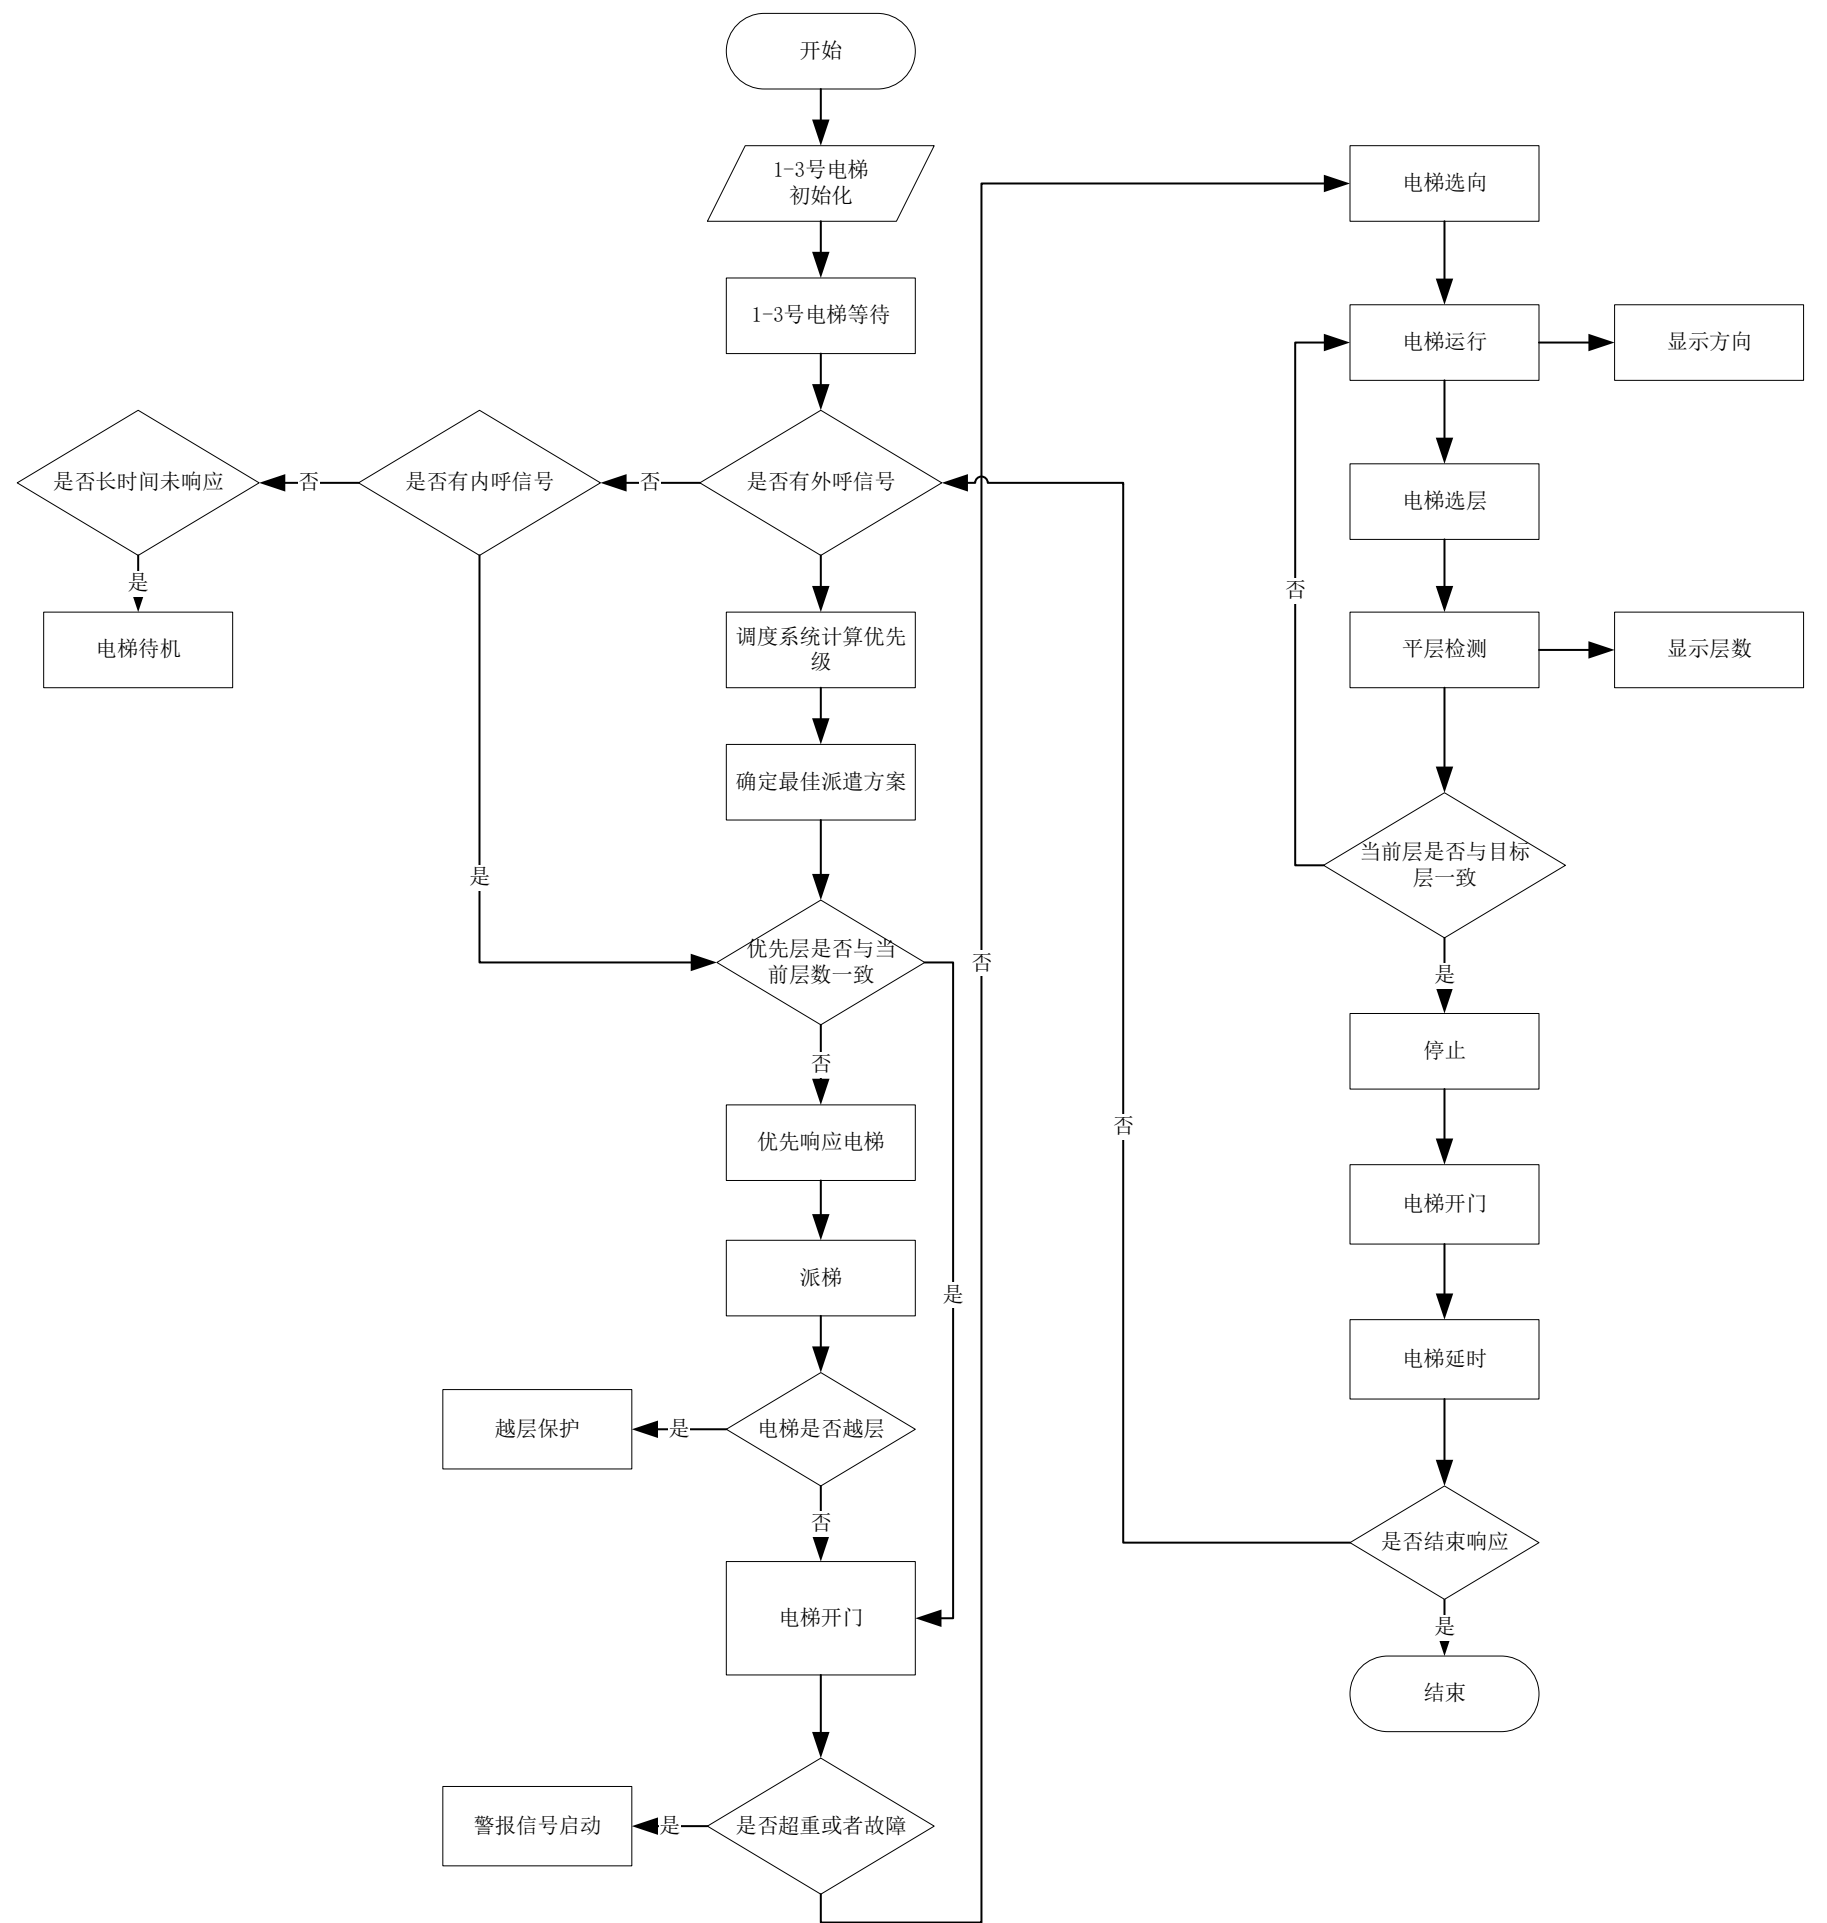 开始
1-3号电梯
初始化
1-3号电梯等待
是否有外呼信号
否
是否有内呼信号
否
是否长时间未响应
是
电梯待机
调度系统计算优先
级
确定最佳派遣方案
是
优先层是否与当
前层数一致
否
优先响应电梯
派梯
是
电梯是否越层
是
越层保护
否
电梯开门
是否超重或者故障
是
警报信号启动
否
电梯选向
电梯运行
显示方向
电梯选层
否
平层检测
显示层数
当前层是否与目标
层一致
是
停止
电梯开门
电梯延时
是否结束响应
否
是
结束